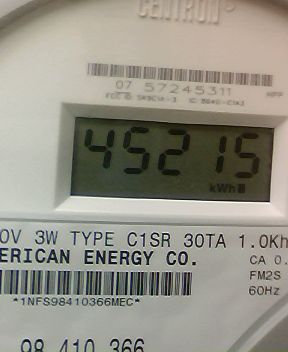 CENTRON®
07 57245311
45215
kWh
0V 3W TYPE C1SR 30TA 1.0Kh
ERICAN ENERGY CO.
CA 0.
FM2S
*1NFS98410366MEC*
60Hz
98 410 366